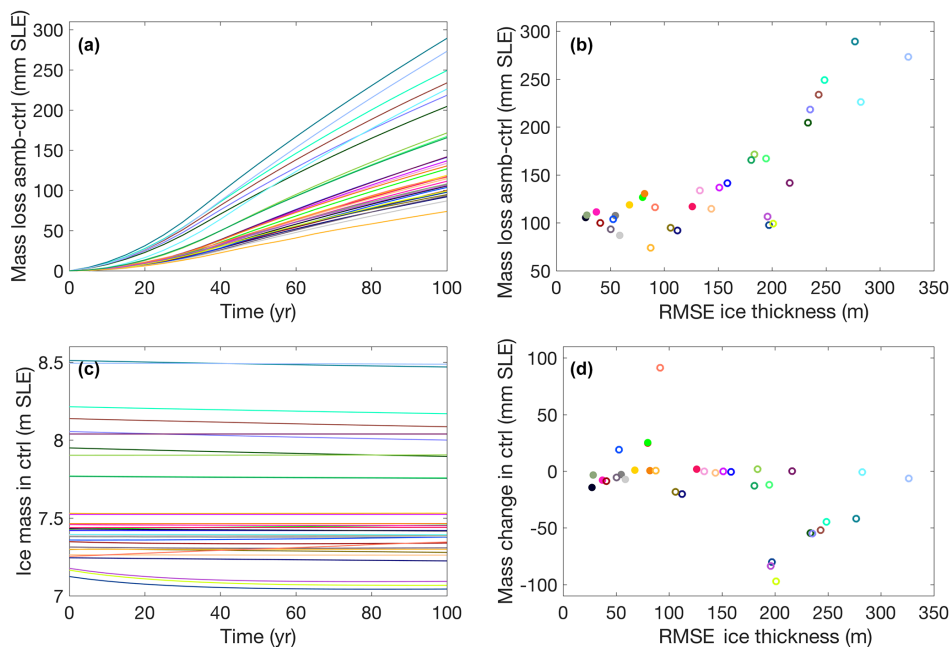 (a)
Mass loss asmb-ctrl (mm SLE)
300
250
200
150
100
50
0
0 20 40 60 80 100
Time (yr)
(b)
Mass loss asmb-ctrl (mm SLE)
300
250
200
150
100
50
0 50 100 150 200 250 300 350
RMSE ice thickness (m)
(c)
Ice mass in ctrl (m SLE)
8.5
8
7.5
7
0 20 40 60 80 100
Time (yr)
(d)
Mass change in ctrl (mm SLE)
100
50
0
-50
-100
0 50 100 150 200 250 300 350
RMSE ice thickness (m)